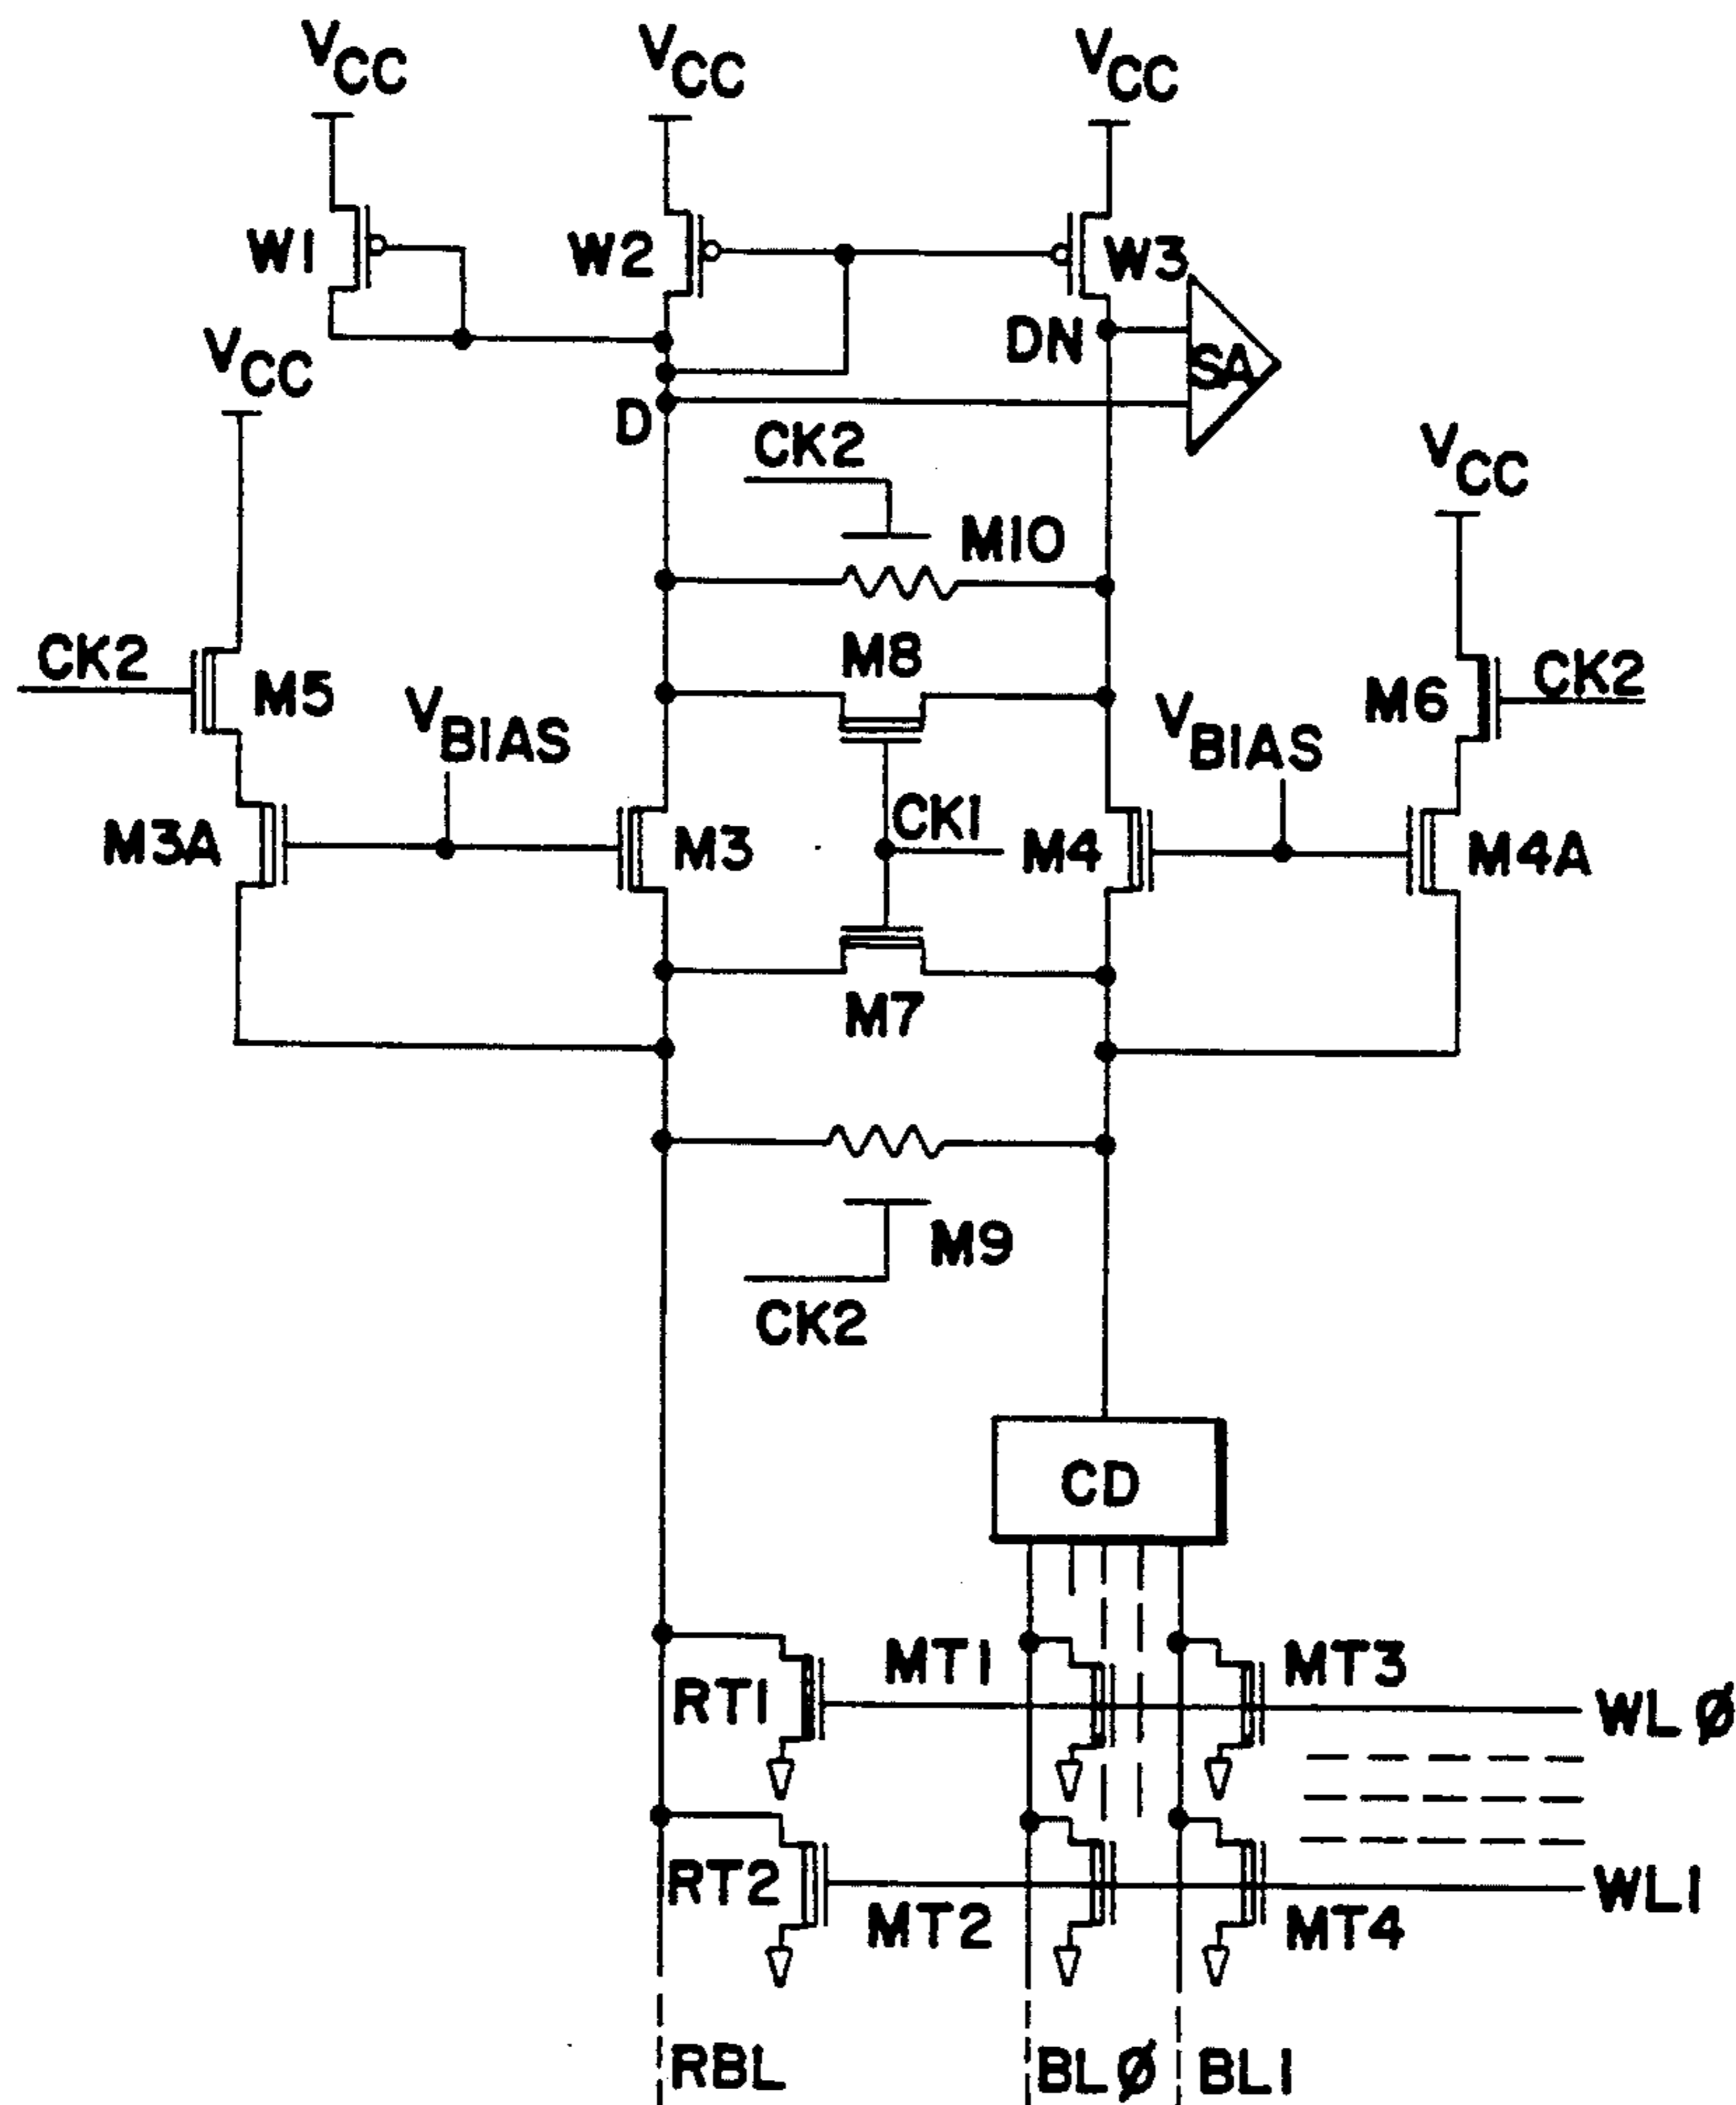 VCC
VCC
VCC
W1
W2
W3
DN
SA
VCC
D
CK2
M10
VCC
CK2
M5
M8
M6
CK2
VBIAS
VBIAS
M3A
M3
CK1
M4
M4A
M7
M9
CK2
CD
RT1
MT1
MT3
WLØ
RT2
MT2
MT4
WL1
RBL
BLØ
BL1